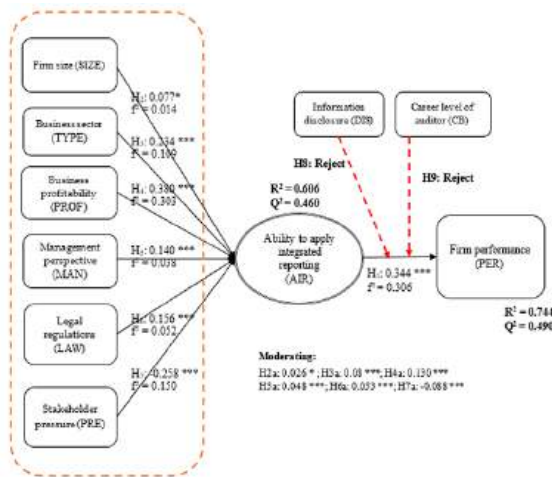 Firm size (SIZE)
H₂: 0.077*
f² = 0.014
Business sector
(TYPE)
H₃: 0.234 ***
f² = 0.109
Business
profitability
(PROF)
H₄: 0.380 ***
f² = 0.303
Management
perspective
(MAN)
H₅: 0.140 ***
f² = 0.038
Legal
regulations
(LAW)
H₆: 0.156 ***
f² = 0.052
Stakeholder
pressure (PRE)
H₇: -0.258 ***
f² = 0.150
R² = 0.606
Q² = 0.460
Ability to apply
integrated
reporting
(AIR)
Information
disclosure (DIS)
Career level of
auditor (CB)
H8: Reject
H9: Reject
H₁: 0.344 ***
f² = 0.306
Firm performance
(PER)
R² = 0.744
Q² = 0.490
Moderating:
H2a: 0.026 * ; H3a: 0.08 ***; H4a: 0.130 ***
H5a: 0.048 ***; H6a: 0.053 ***; H7a: -0.088 ***